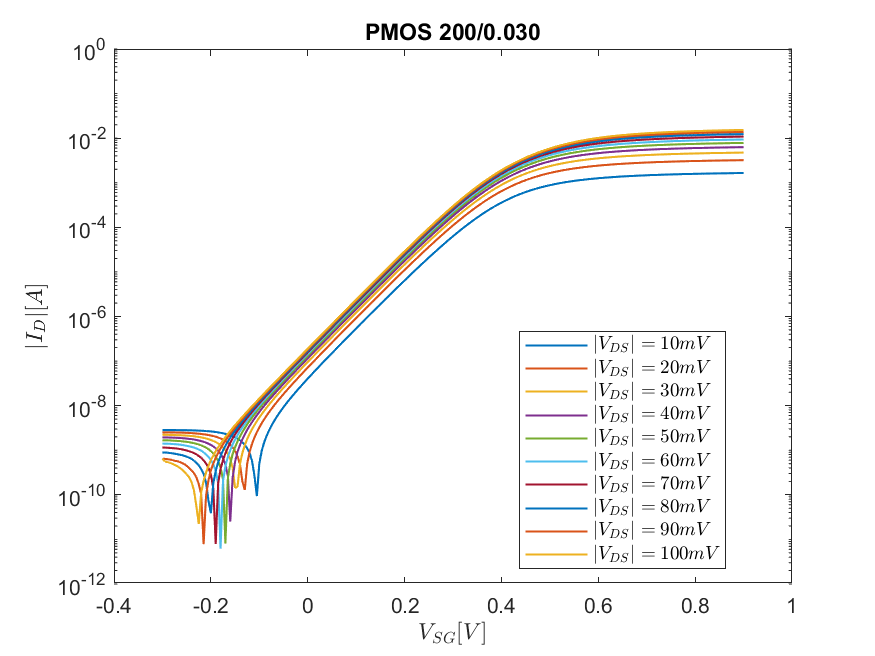 PMOS 200/0.030
10^0
10^-2
10^-4
10^-6
10^-8
10^-10
10^-12
|I_D|[A]
-0.4 -0.2 0 0.2 0.4 0.6 0.8 1
V_SG[V]
|V_DS| = 10mV
|V_DS| = 20mV
|V_DS| = 30mV
|V_DS| = 40mV
|V_DS| = 50mV
|V_DS| = 60mV
|V_DS| = 70mV
|V_DS| = 80mV
|V_DS| = 90mV
|V_DS| = 100mV